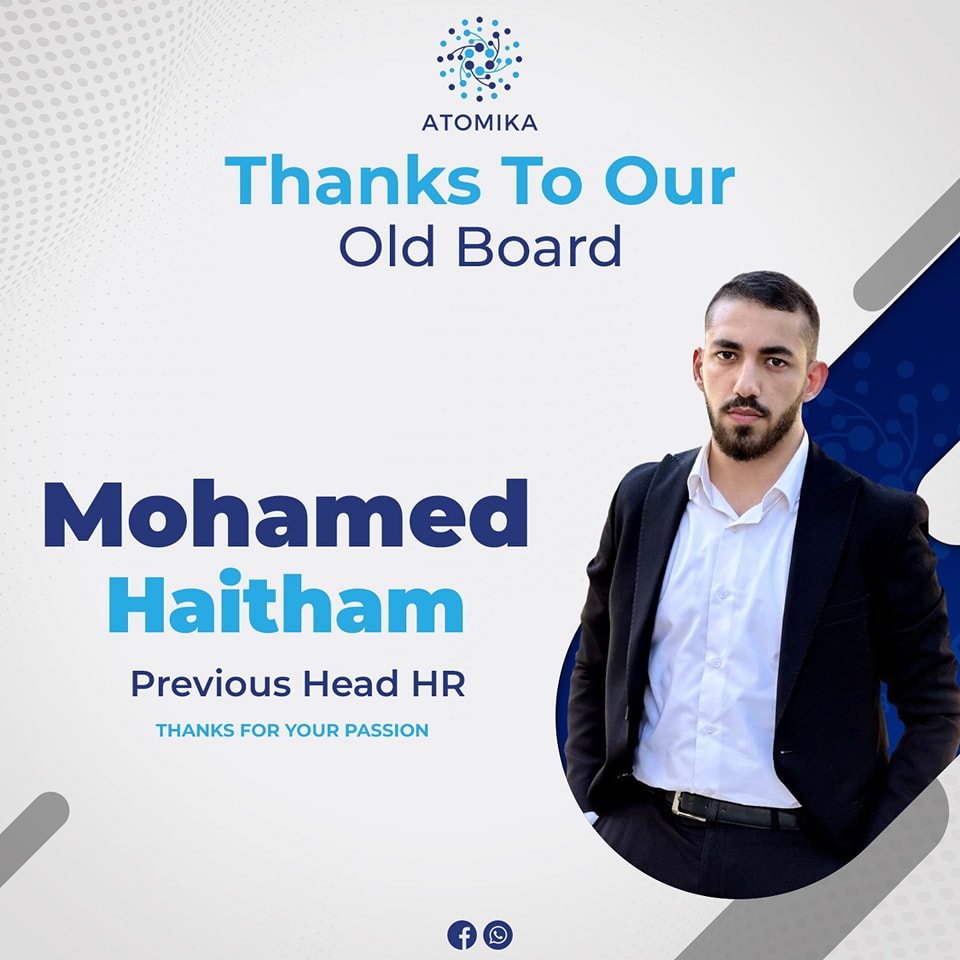 ATOMIKA
Thanks To Our
Old Board
Mohamed
Haitham
Previous Head HR
THANKS FOR YOUR PASSION